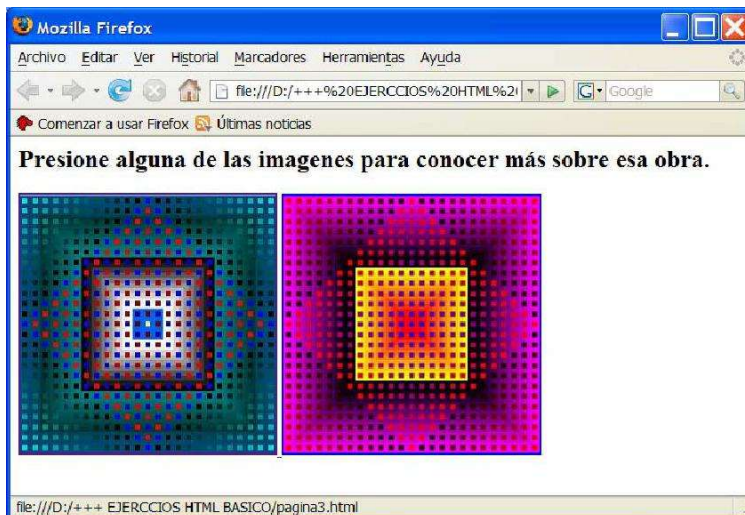 Mozilla Firefox
Archivo Editar Ver Historial Marcadores Herramientas Ayuda
file:///D:/+++%20EJERCCIOS%20HTML%2 Google
Comenzar a usar Firefox Últimas noticias
Presione alguna de las imagenes para conocer más sobre esa obra.
file:///D:/+++ EJERCCIOS HTML BASICO/pagina3.html